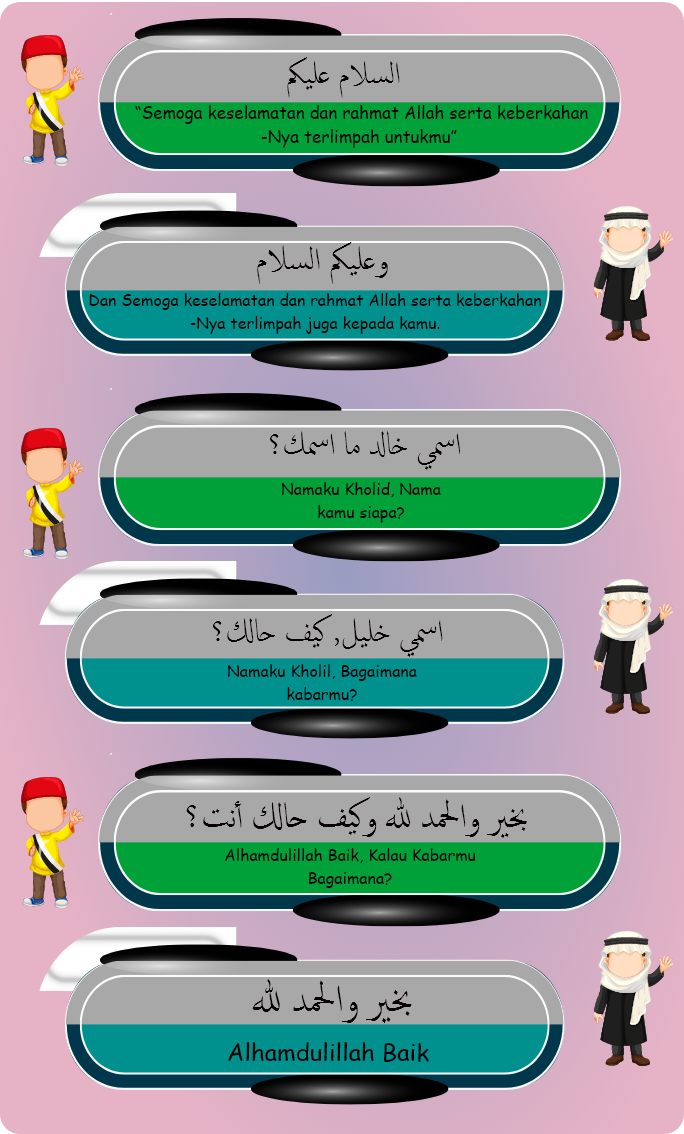 السلام عليكم
“Semoga keselamatan dan rahmat Allah serta keberkahan
-Nya terlimpah untukmu”
وعليكم السلام
Dan Semoga keselamatan dan rahmat Allah serta keberkahan
-Nya terlimpah juga kepada kamu.
اسمي خالد ما اسمك؟
Namaku Kholid, Nama
kamu siapa?
اسمي خليل, كيف حالك؟
Namaku Kholil, Bagaimana
kabarmu?
بخير والحمد لله وكيف حالك أنت؟
Alhamdulillah Baik, Kalau Kabarmu
Bagaimana?
بخير والحمد لله
Alhamdulillah Baik